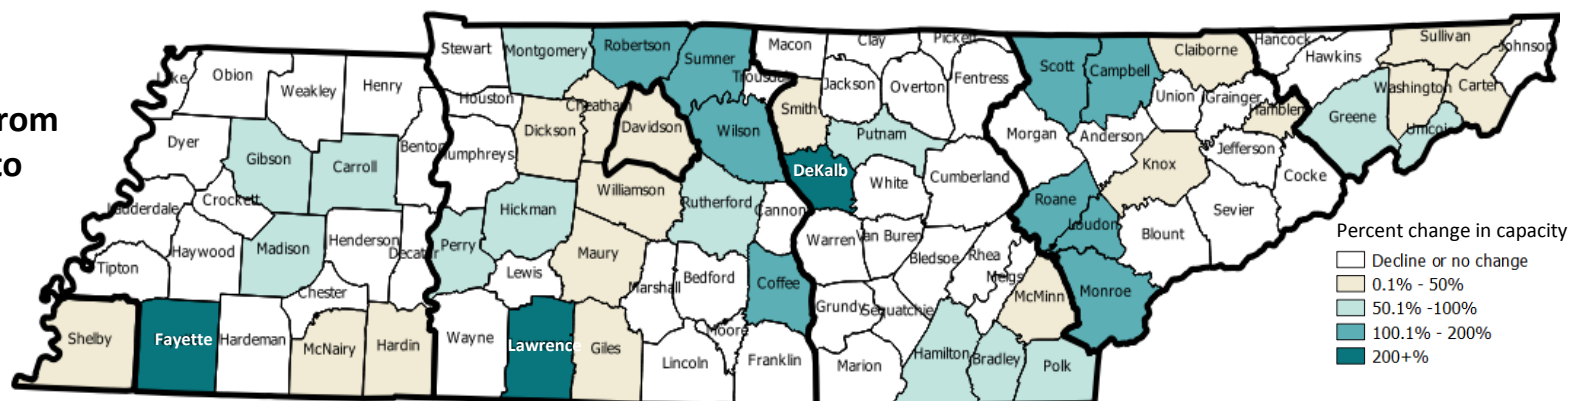 rom
to
Stewart
Montgomery
Robertson
Sumner
Macon
Clay
Pickett
Scott
Campbell
Claiborne
Hancock
Hawkins
Sullivan
Johnson
Lake
Obion
Weakley
Henry
Houston
Cheatham
Dickson
Davidson
Wilson
Trousdale
Smith
Jackson
Overton
Fentress
Putnam
Morgan
Anderson
Union
Grainger
Hamblen
Greene
Washington
Carter
Unicoi
Dyer
Gibson
Carroll
Benton
umphreys
Williamson
Rutherford
Cannon
DeKalb
White
Cumberland
Roane
Knox
Jefferson
Cocke
Lauderdale
Crockett
Haywood
Madison
Henderson
Decatur
Perry
Hickman
Lewis
Maury
Marshall
Bedford
Coffee
Warren
Van Buren
Bledsoe
Rhea
Meigs
McMinn
Loudon
Blount
Sevier
Monroe
Tipton
Chester
Shelby
Fayette
Hardeman
McNairy
Hardin
Wayne
Lawrence
Giles
Lincoln
Moore
Franklin
Grundy
Sequatchie
Marion
Hamilton
Bradley
Polk
Percent change in capacity
Decline or no change
0.1% - 50%
50.1% -100%
100.1% - 200%
200+%